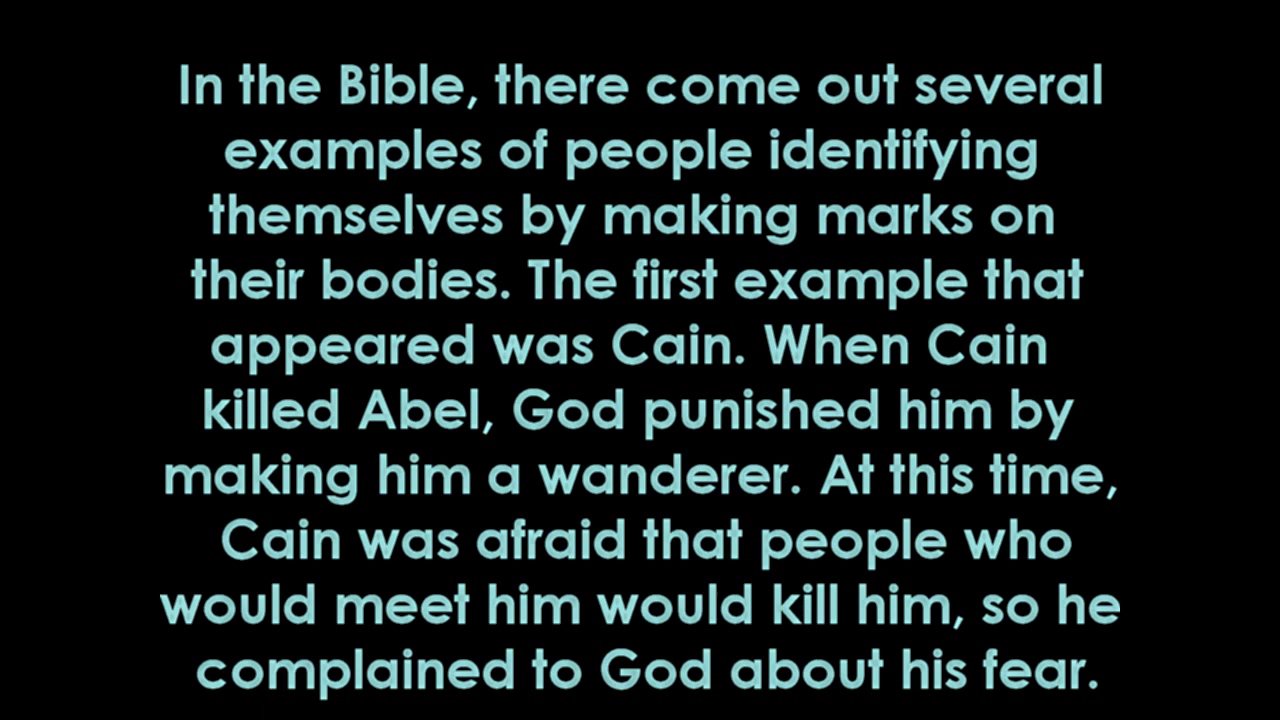 In the Bible, there come out several
examples of people identifying
themselves by making marks on
their bodies. The first example that
appeared was Cain. When Cain
killed Abel, God punished him by
making him a wanderer. At this time,
Cain was afraid that people who
would meet him would kill him, so he
complained to God about his fear.